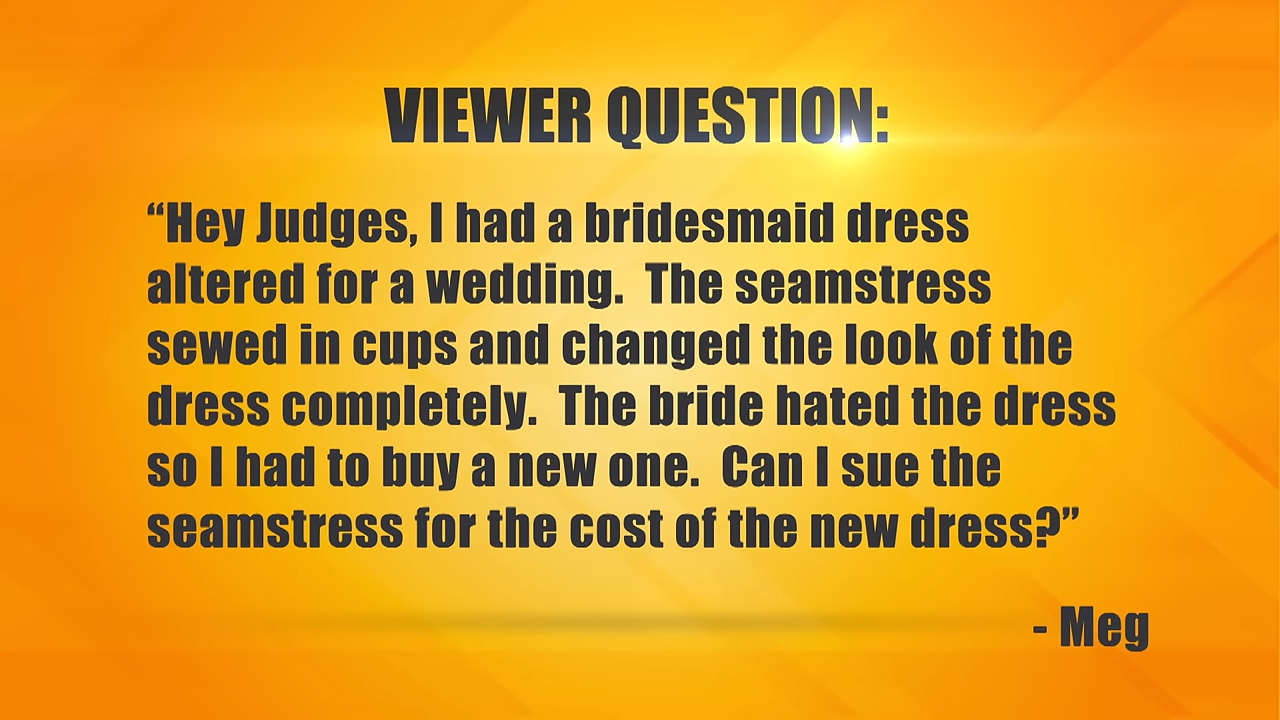 VIEWER QUESTION:
“Hey Judges, I had a bridesmaid dress
altered for a wedding.  The seamstress
sewed in cups and changed the look of the
dress completely.  The bride hated the dress
so I had to buy a new one.  Can I sue the
seamstress for the cost of the new dress?”
- Meg